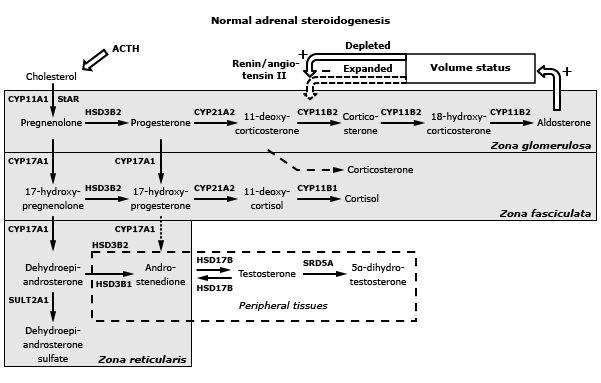 Normal adrenal steroidogenesis
ACTH
Depleted
+
Renin/angio-
tensin II
−
Expanded
Volume status
+
Cholesterol
CYP11A1
StAR
HSD3B2
CYP21A2
CYP11B2
CYP11B2
CYP11B2
Pregnenolone
Progesterone
11-deoxy-
corticosterone
Cortico-
sterone
18-hydroxy-
corticosterone
Aldosterone
Zona glomerulosa
CYP17A1
CYP17A1
Corticosterone
17-hydroxy-
pregnenolone
HSD3B2
17-hydroxy-
progesterone
CYP21A2
11-deoxy-
cortisol
CYP11B1
Cortisol
Zona fasciculata
CYP17A1
CYP17A1
HSD3B2
Dehydroepi-
androsterone
HSD3B1
Andro-
stenedione
HSD17B
HSD17B
Testosterone
SRD5A
5α-dihydro-
testosterone
SULT2A1
Peripheral tissues
Dehydroepi-
androsterone
sulfate
Zona reticularis